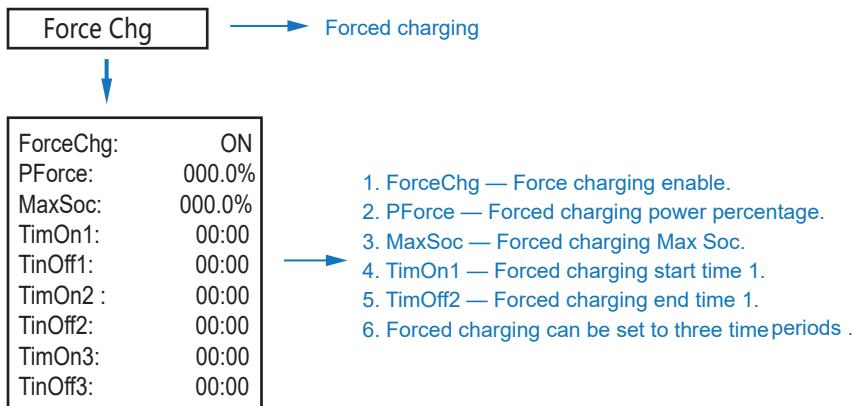 Force Chg
Forced charging
ForceChg: ON
PForce: 000.0%
MaxSoc: 000.0%
TimOn1: 00:00
TinOff1: 00:00
TimOn2 : 00:00
TinOff2: 00:00
TimOn3: 00:00
TinOff3: 00:00
1. ForceChg — Force charging enable.
2. PForce — Forced charging power percentage.
3. MaxSoc — Forced charging Max Soc.
4. TimOn1 — Forced charging start time 1.
5. TimOff2 — Forced charging end time 1.
6. Forced charging can be set to three time periods .